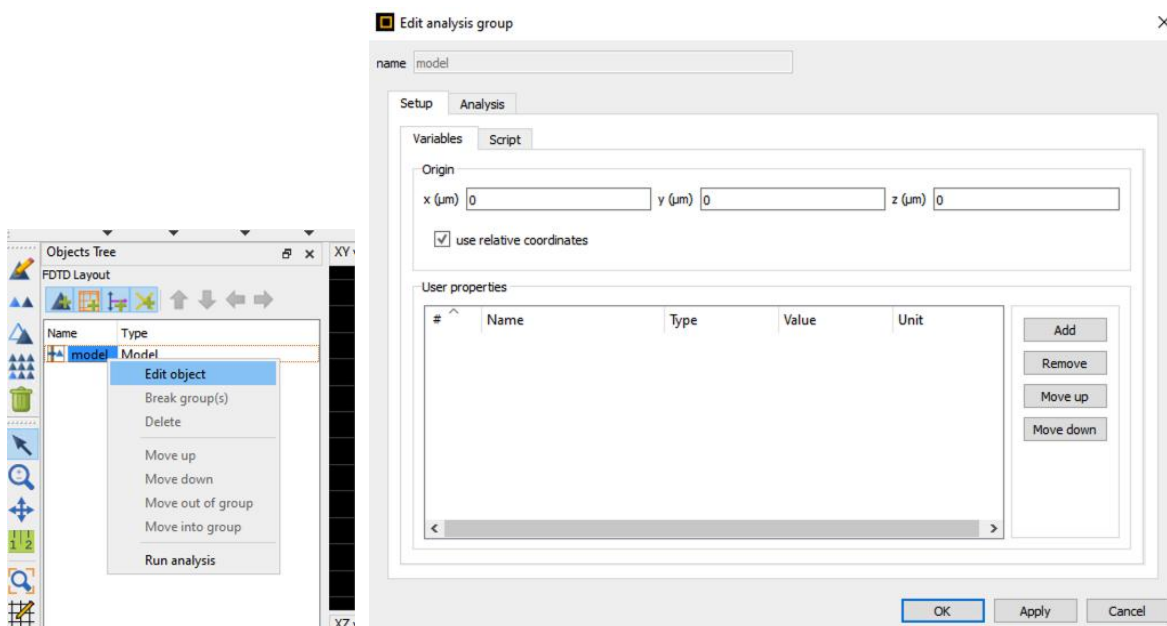 Objects Tree
XY
FDTD Layout
Name Type
model Model
Edit object
Break group(s)
Delete
Move up
Move down
Move out of group
Move into group
Run analysis
1 2
XZ
Edit analysis group
name model
Setup Analysis
Variables Script
Origin
x (μm) 0 y (μm) 0 z (μm) 0
use relative coordinates
User properties
# Name Type Value Unit
Add
Remove
Move up
Move down
OK Apply Cancel